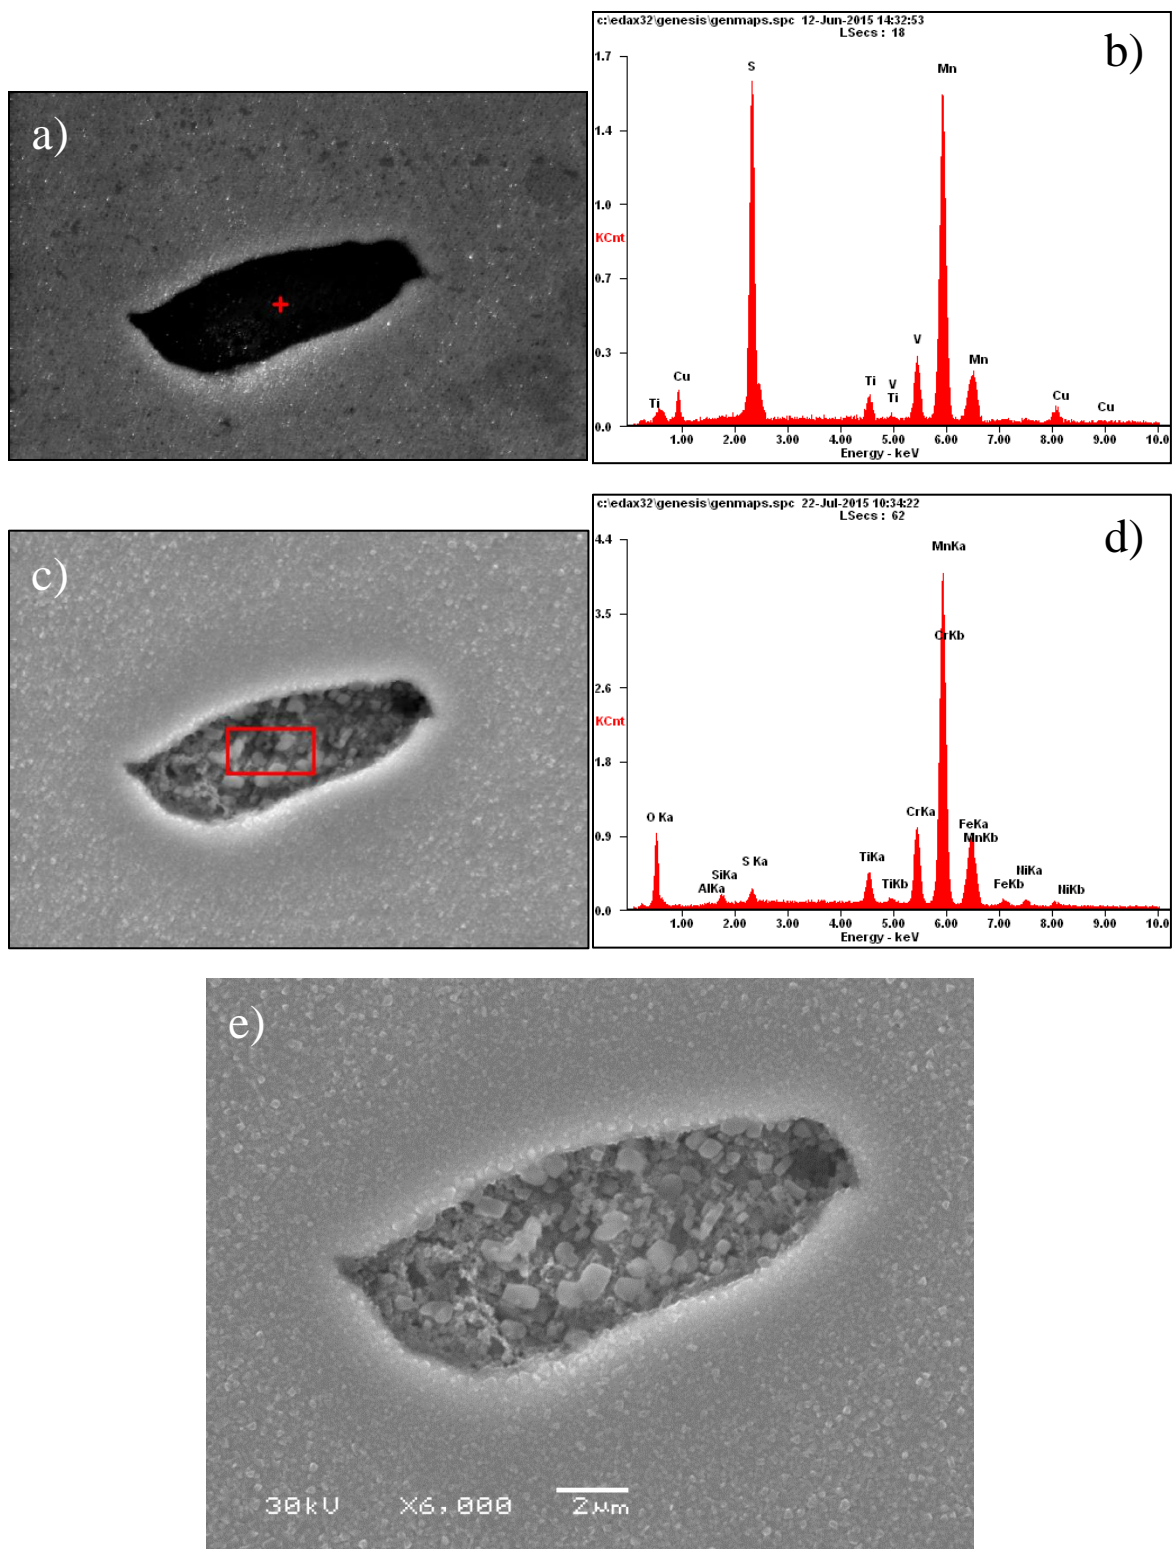 a)
c:\edax32\genesis\genmaps.spc 12-Jun-2015 14:32:53
LSecs : 18
b)
1.7
1.4
1.0
KCnt
0.7
0.3
0.0
S
Mn
V
Mn
Ti
V
Ti
Cu
Ti
Cu
Cu
1.00 2.00 3.00 4.00 5.00 6.00 7.00 8.00 9.00 10.0
Energy - keV
c)
c:\edax32\genesis\genmaps.spc 22-Jul-2015 10:34:22
LSecs : 62
d)
4.4
3.5
2.6
KCnt
1.8
0.9
0.0
MnKa
CrKb
O Ka
CrKa
FeKa
MnKb
S Ka
TiKa
SiKa
AlKa
TiKb
NiKa
FeKb
NiKb
1.00 2.00 3.00 4.00 5.00 6.00 7.00 8.00 9.00 10.0
Energy - keV
e)
30kV X6,000 2µm